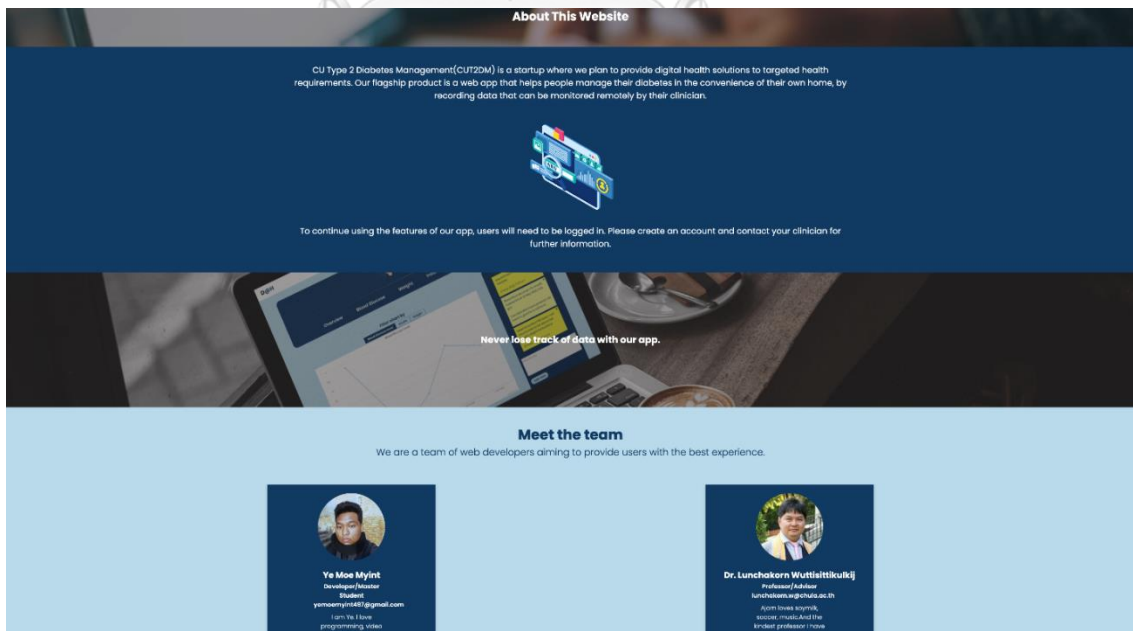 About This Website
CU Type 2 Diabetes Management(CUT2DM) is a startup where we plan to provide digital health solutions to targeted health
requirements. Our flagship product is a web app that helps people manage their diabetes in the convenience of their own home, by
recording data that can be monitored remotely by their clinician.
To continue using the features of our app, users will need to be logged in. Please create an account and contact your clinician for
further information.
Overview
Blood Glucose
Weight
Never lose track of data with our app.
Meet the team
We are a team of web developers aiming to provide users with the best experience.
Ye Moe Myint
Developer/Master
Student
yemoemyint487@gmail.com
I am Ye. I love
programming, video
Dr. Lunchakorn Wuttisittikulkij
Professor/Advisor
lunchakorn.w@chula.ac.th
Ajarn loves soymilk,
soccer, music.And the
kindest professor I have